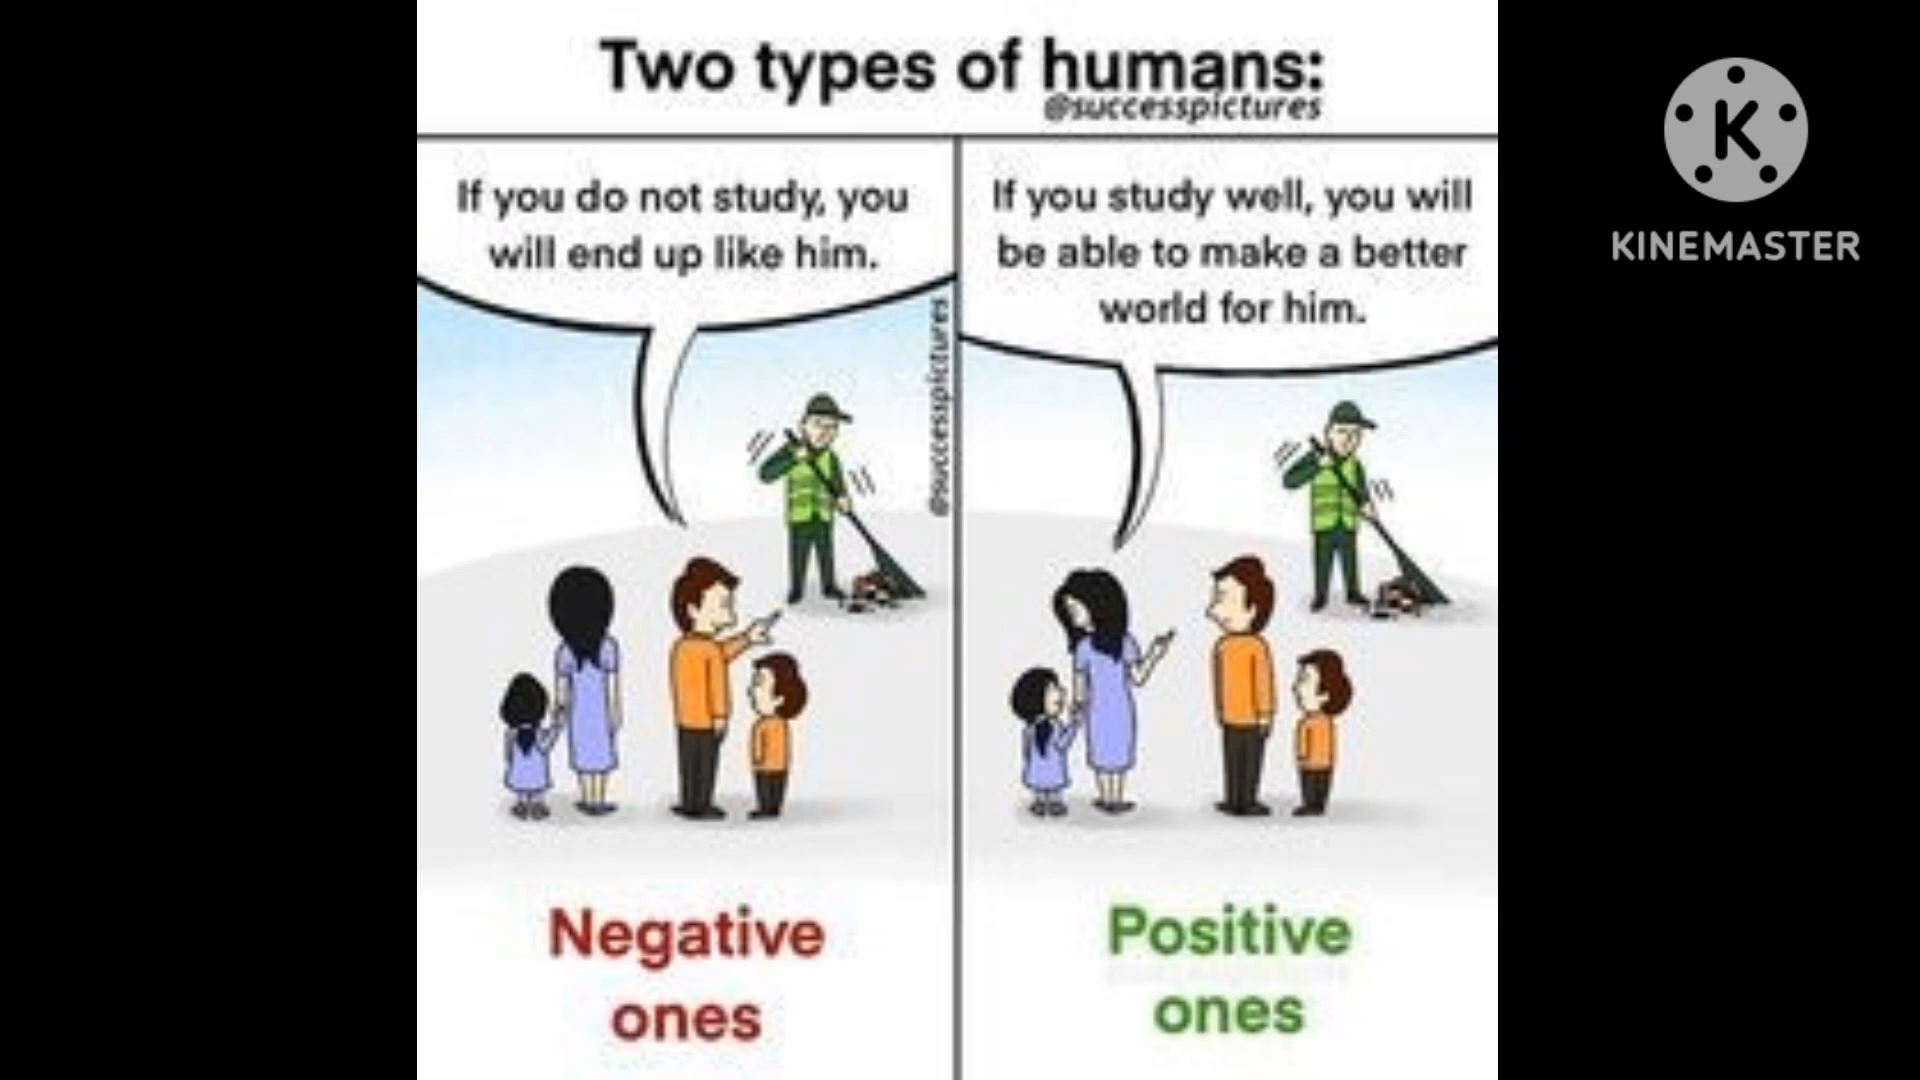 Two types of humans:
@successpictures
If you do not study, you
will end up like him.
@successpictures
If you study well, you will
be able to make a better
world for him.
Negative
ones
Positive
ones
K
KINEMASTER